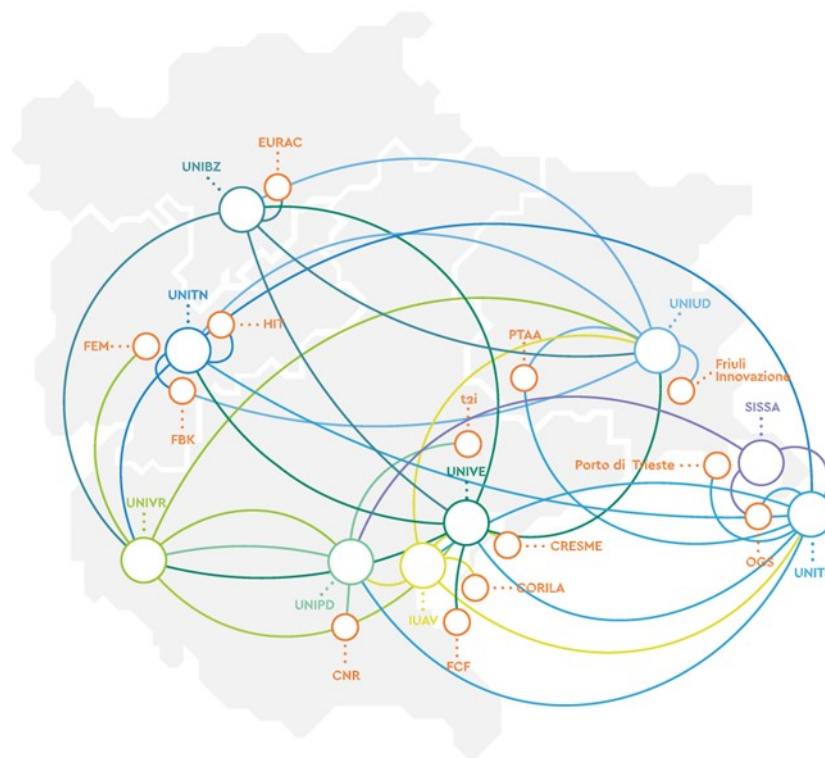 EURAC
UNIBZ
UNITN
HIT
FEM
FBK
PTAA
UNIUD
Friuli
Innovazione
t2i
SISSA
UNIVE
Porto di Trieste
UNIVR
CRESME
OGS
UNIT
CORILA
UNIPD
IUAV
FCF
CNR